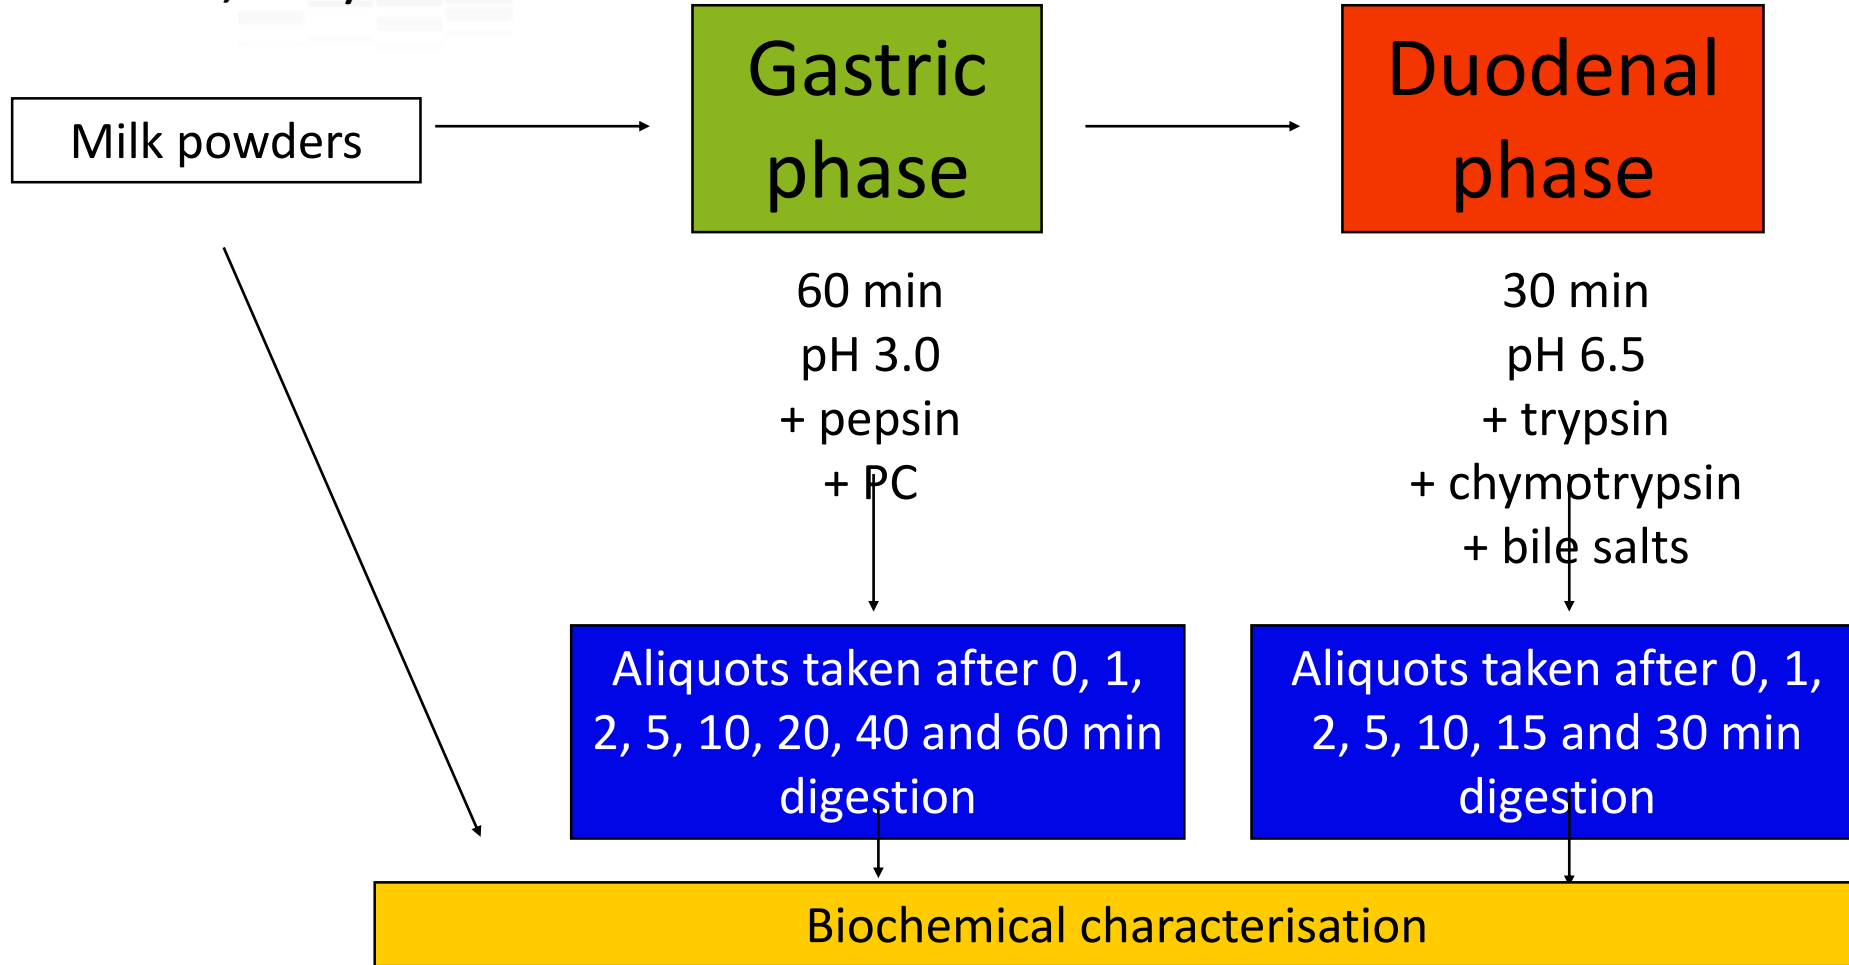 Milk powders
Gastric
phase
Duodenal
phase
60 min
pH 3.0
+ pepsin
+ PC
30 min
pH 6.5
+ trypsin
+ chymotrypsin
+ bile salts
Aliquots taken after 0, 1,
2, 5, 10, 20, 40 and 60 min
digestion
Aliquots taken after 0, 1,
2, 5, 10, 15 and 30 min
digestion
Biochemical characterisation